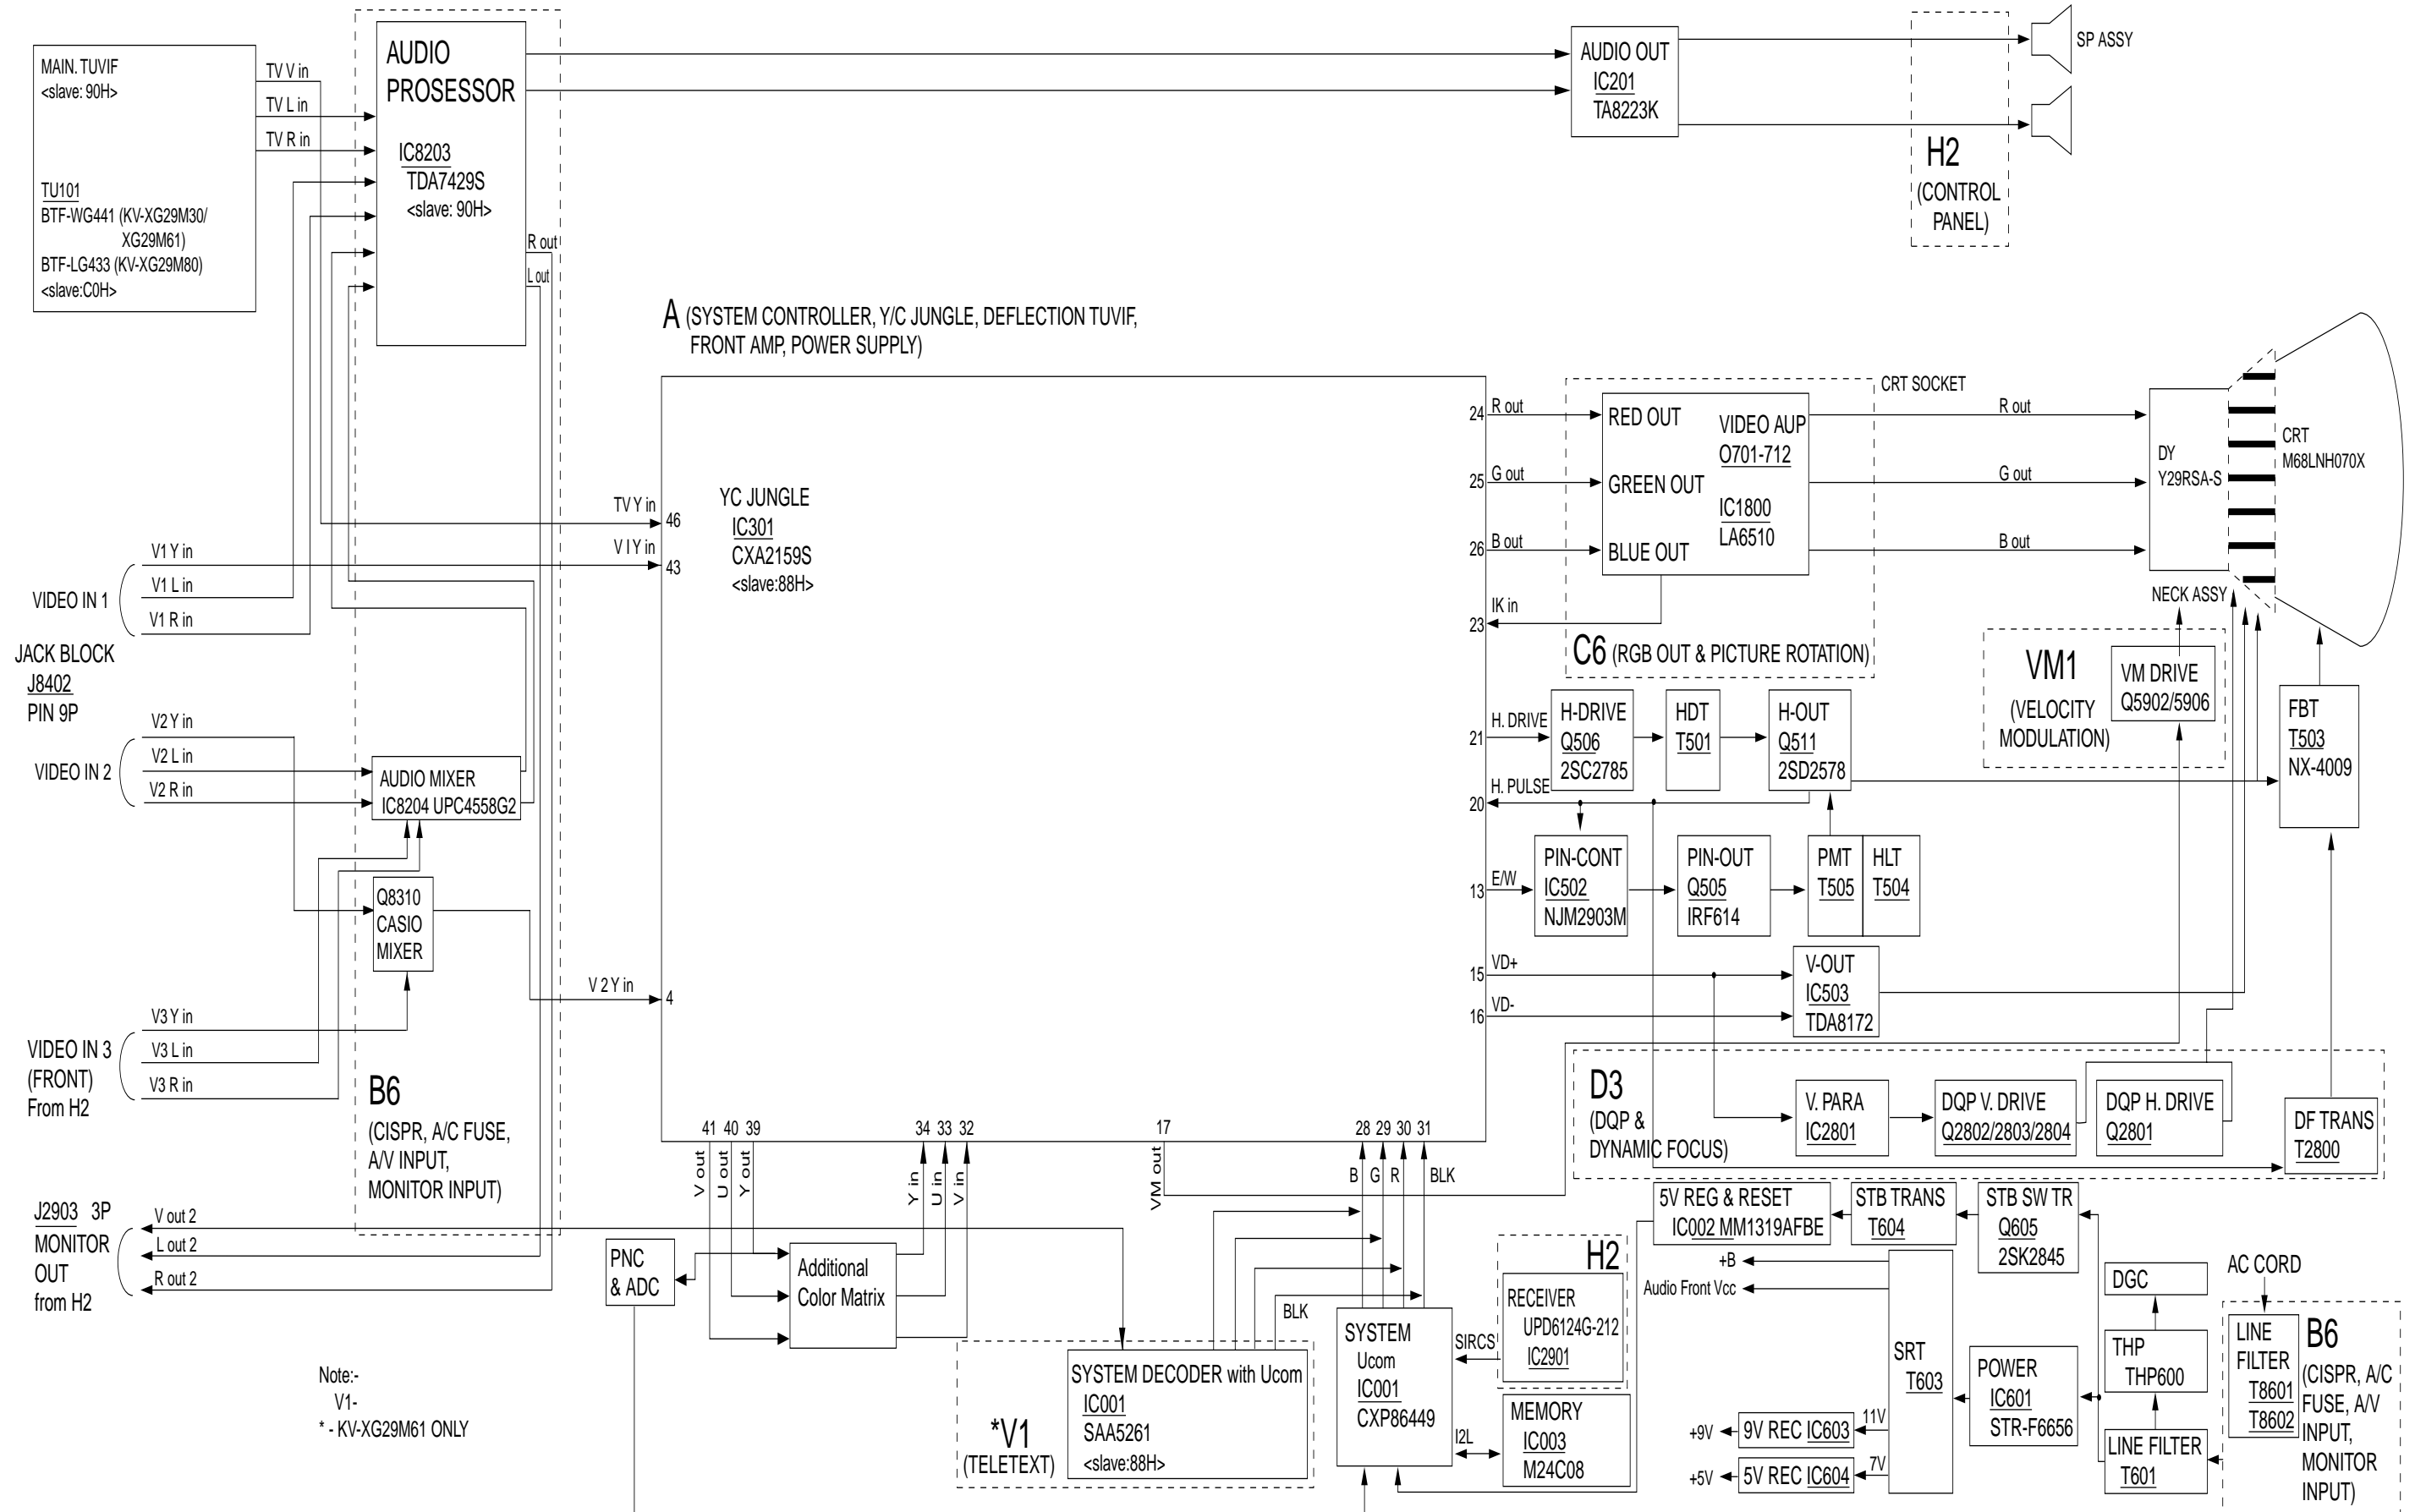 MAIN. TUVIF
<slave: 90H>
TU101
BTF-WG441 (KV-XG29M30/
XG29M61)
BTF-LG433 (KV-XG29M80)
<slave:C0H>
TV V in
TV L in
TV R in
AUDIO
PROSESSOR
IC8203
TDA7429S
<slave: 90H>
R out
L out
AUDIO OUT
IC201
TA8223K
H2
(CONTROL
PANEL)
SP ASSY
A (SYSTEM CONTROLLER, Y/C JUNGLE, DEFLECTION TUVIF,
FRONT AMP, POWER SUPPLY)
YC JUNGLE
IC301
CXA2159S
<slave:88H>
TV Y in
46
V I Y in
43
V 2 Y in
4
V1 Y in
V1 L in
V1 R in
VIDEO IN 1
JACK BLOCK
J8402
PIN 9P
V2 Y in
V2 L in
V2 R in
VIDEO IN 2
AUDIO MIXER
IC8204 UPC4558G2
Q8310
CASIO
MIXER
V3 Y in
V3 L in
V3 R in
VIDEO IN 3
(FRONT)
From H2
B6
(CISPR, A/C FUSE,
A/V INPUT,
MONITOR INPUT)
J2903 3P
MONITOR
OUT
from H2
V out 2
L out 2
R out 2
24
R out
25
G out
26
B out
23
IK in
CRT SOCKET
RED OUT
GREEN OUT
BLUE OUT
VIDEO AUP
O701-712
IC1800
LA6510
C6 (RGB OUT & PICTURE ROTATION)
R out
G out
B out
DY
Y29RSA-S
CRT
M68LNH070X
NECK ASSY
VM1
(VELOCITY
MODULATION)
VM DRIVE
Q5902/5906
FBT
T503
NX-4009
21
H. DRIVE
H-DRIVE
Q506
2SC2785
HDT
T501
H-OUT
Q511
2SD2578
20
H. PULSE
13
E/W
PIN-CONT
IC502
NJM2903M
PIN-OUT
Q505
IRF614
PMT
T505
HLT
T504
15
VD+
16
VD-
V-OUT
IC503
TDA8172
D3
(DQP &
DYNAMIC FOCUS)
V. PARA
IC2801
DQP V. DRIVE
Q2802/2803/2804
DQP H. DRIVE
Q2801
DF TRANS
T2800
41 40 39
V out
U out
Y out
34 33 32
Y in
U in
V in
17
VM out
28 29 30 31
B
G
R
BLK
PNC
& ADC
Additional
Color Matrix
BLK
*V1
(TELETEXT)
SYSTEM DECODER with Ucom
IC001
SAA5261
<slave:88H>
SYSTEM
Ucom
IC001
CXP86449
SIRCS
I2L
H2
RECEIVER
UPD6124G-212
IC2901
MEMORY
IC003
M24C08
5V REG & RESET
IC002 MM1319AFBE
STB TRANS
T604
STB SW TR
Q605
2SK2845
+B
Audio Front Vcc
SRT
T603
11V
7V
+9V
9V REC IC603
+5V
5V REC IC604
POWER
IC601
STR-F6656
DGC
THP
THP600
LINE FILTER
T601
AC CORD
LINE
FILTER
T8601
T8602
B6
(CISPR, A/C
FUSE, A/V
INPUT,
MONITOR
INPUT)
Note:-
V1-
* - KV-XG29M61 ONLY